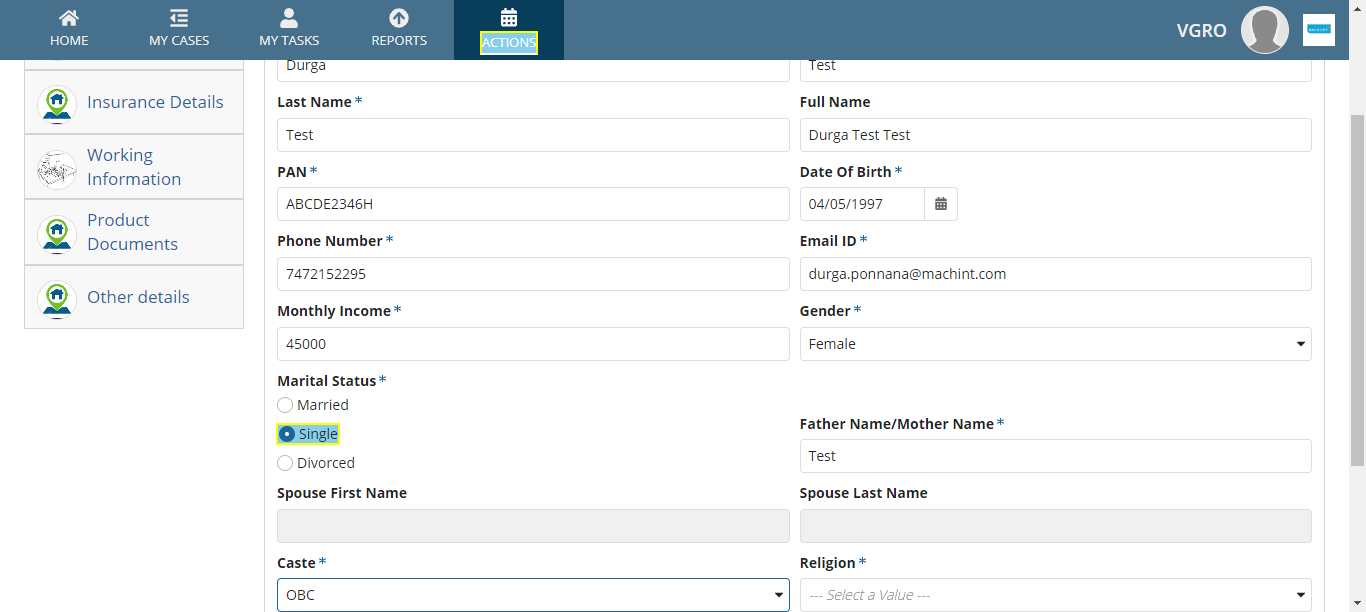 HOME
MY CASES
MY TASKS
REPORTS
ACTIONS
VGRO
Insurance Details
Working
Information
Product
Documents
Other details
Durga
Test
Last Name *
Full Name
Test
Durga Test Test
PAN *
Date Of Birth *
ABCDE2346H
04/05/1997
Phone Number *
Email ID *
7472152295
durga.ponnana@machint.com
Monthly Income *
Gender *
45000
Female
Marital Status *
Married
Single
Divorced
Father Name/Mother Name *
Test
Spouse First Name
Spouse Last Name
Caste *
Religion *
OBC
--- Select a Value ---